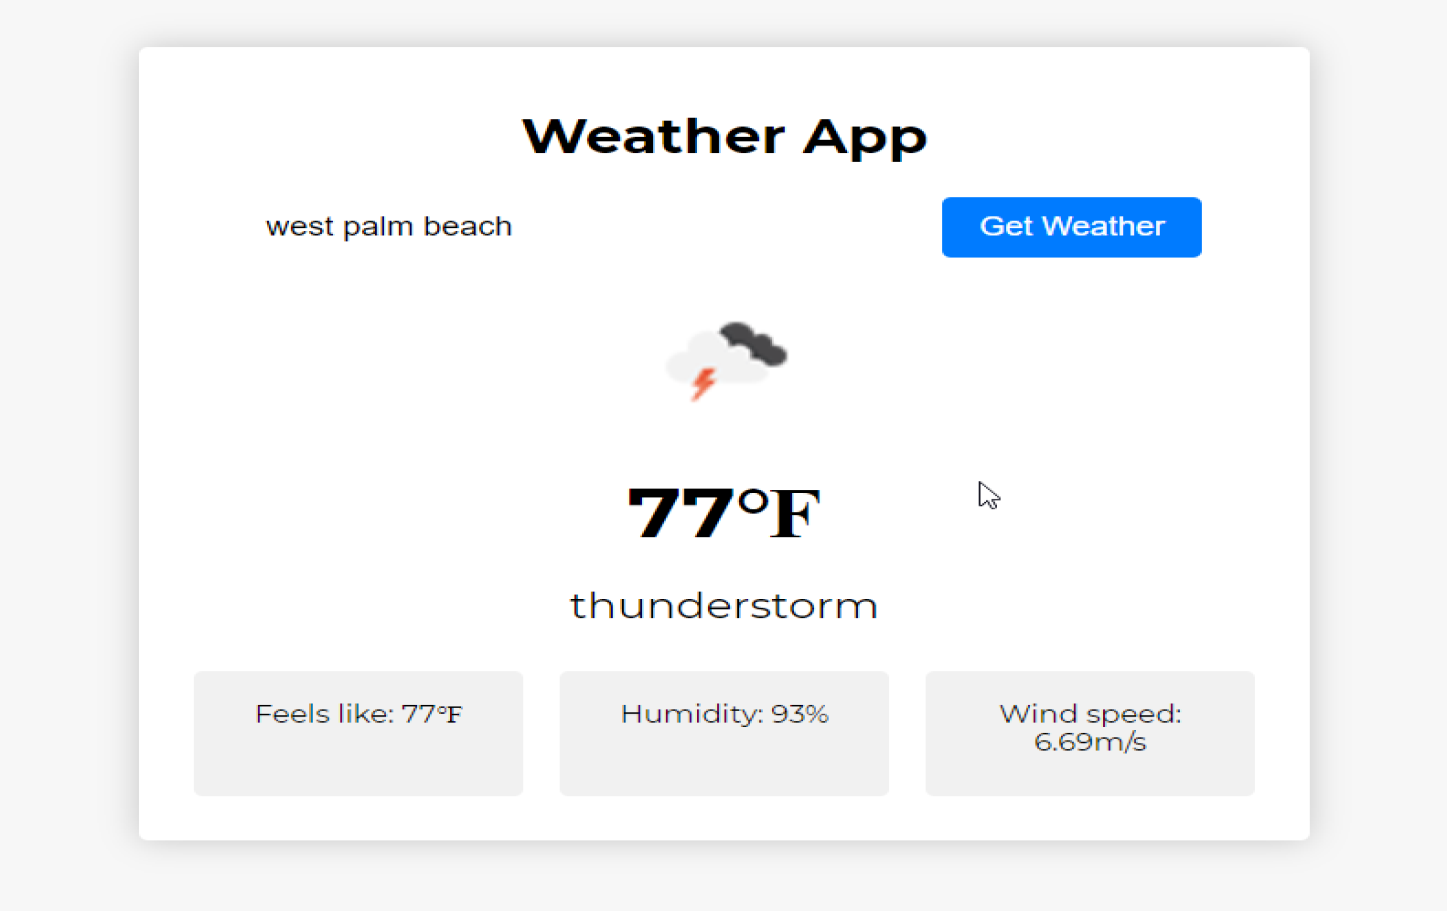 Weather App
west palm beach
Get Weather
77°F
thunderstorm
Feels like: 77°F
Humidity: 93%
Wind speed:
6.69m/s